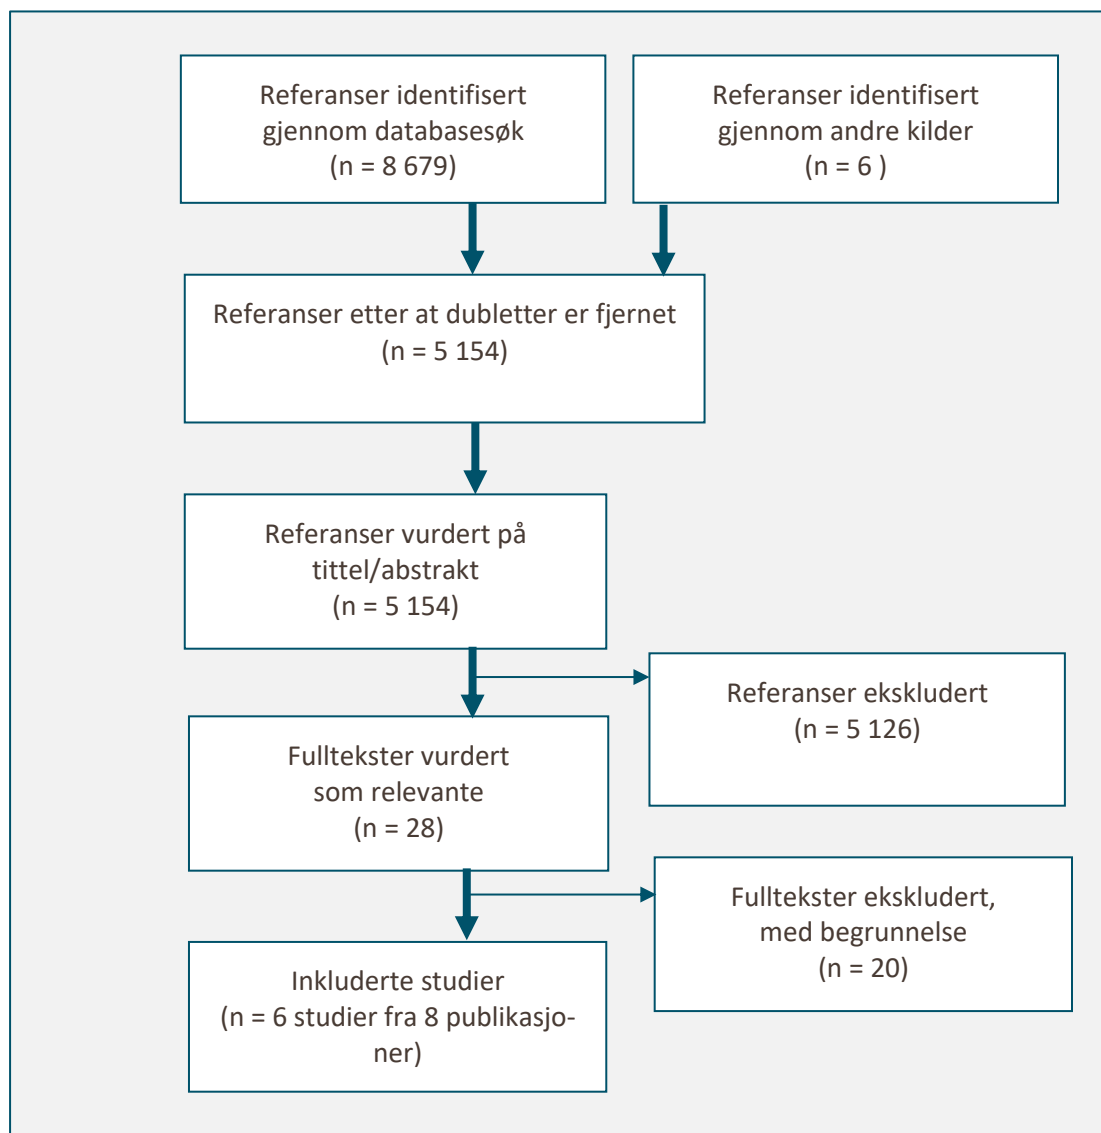 Referanser identifisert
gjennom databasesøk
(n = 8 679)
Referanser identifisert
gjennom andre kilder
(n = 6 )
Referanser etter at dubletter er fjernet
(n = 5 154)
Referanser vurdert på
tittel/abstrakt
(n = 5 154)
Referanser ekskludert
(n = 5 126)
Fulltekster vurdert
som relevante
(n = 28)
Fulltekster ekskludert,
med begrunnelse
(n = 20)
Inkluderte studier
(n = 6 studier fra 8 publikasjo-
ner)